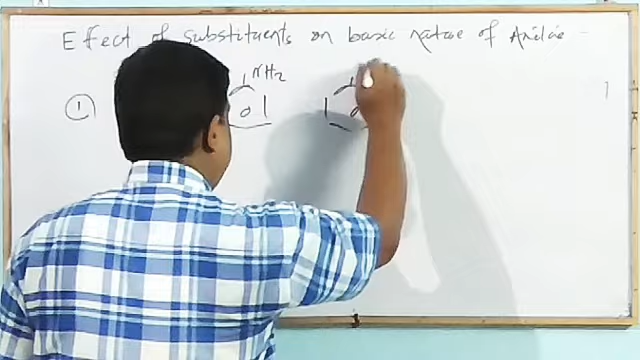 Effect of substituents on basic nature of Aniline -
① NH2